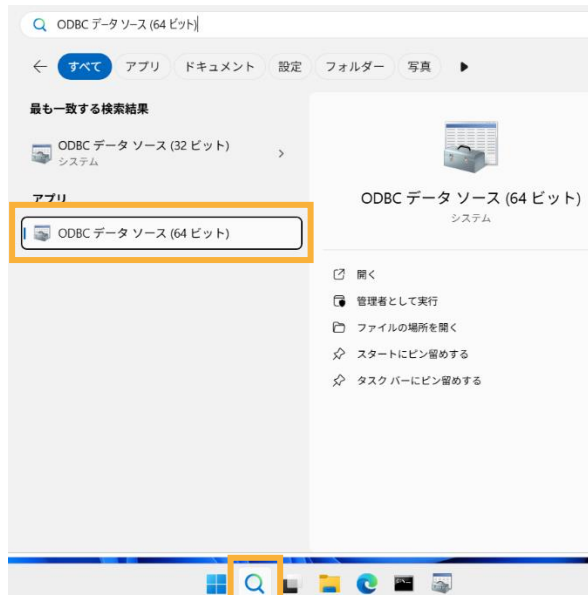 ODBC データ ソース (64 ビット)
すべて アプリ ドキュメント 設定 フォルダー 写真
最も一致する検索結果
ODBC データ ソース (32 ビット)
システム
アプリ
ODBC データ ソース (64 ビット)
ODBC データ ソース (64 ビット)
システム
開く
管理者として実行
ファイルの場所を開く
スタートにピン留めする
タスク バーにピン留めする